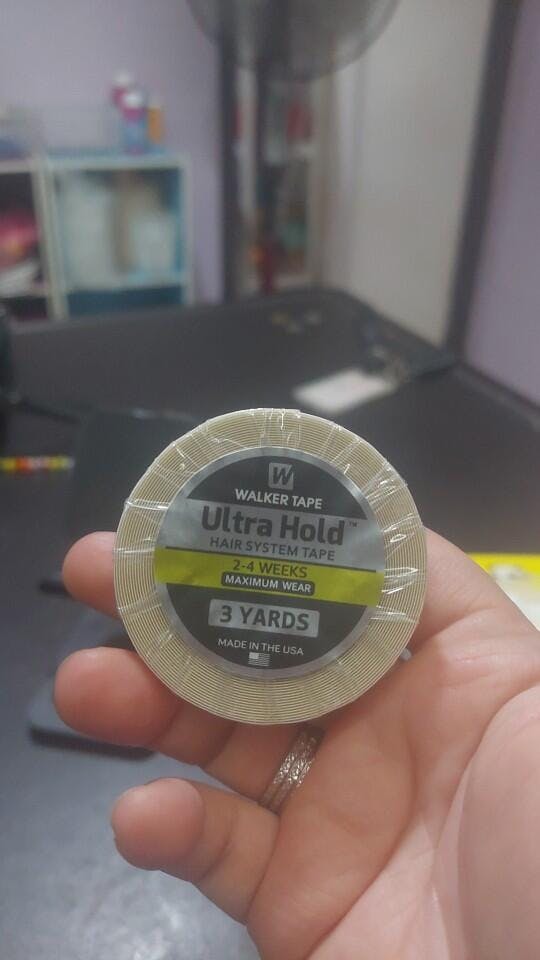 W
WALKER TAPE
Ultra Hold™
HAIR SYSTEM TAPE
2-4 WEEKS
MAXIMUM WEAR
3 YARDS
MADE IN THE USA